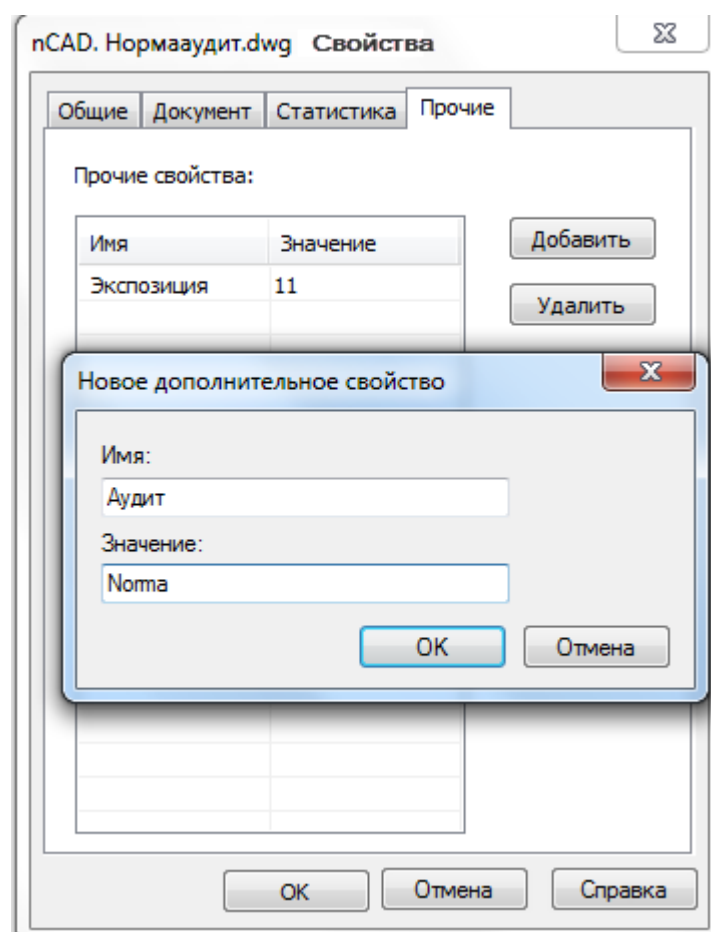 nCAD. Нормааудит.dwg Свойства
Общие Документ Статистика Прочие
Прочие свойства:
Имя Значение Добавить
Экспозиция 11
Удалить
Новое дополнительное свойство
Имя:
Аудит
Значение:
Norma
OK Отмена
OK Отмена Справка